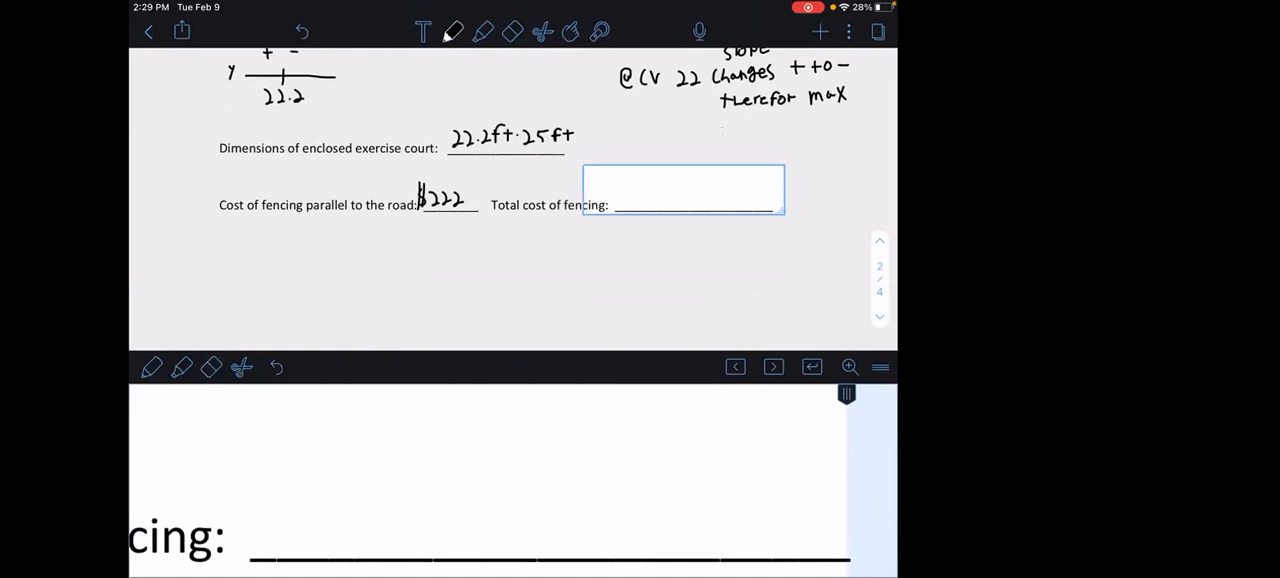 2:29 PM Tue Feb 9
28%
T
+ -
y
22.2
slope
@ CV 22 changes + to -
therefor max
Dimensions of enclosed exercise court: 22.2ft · 25ft
Cost of fencing parallel to the road: $222 Total cost of fencing:
2
/
4
cing: